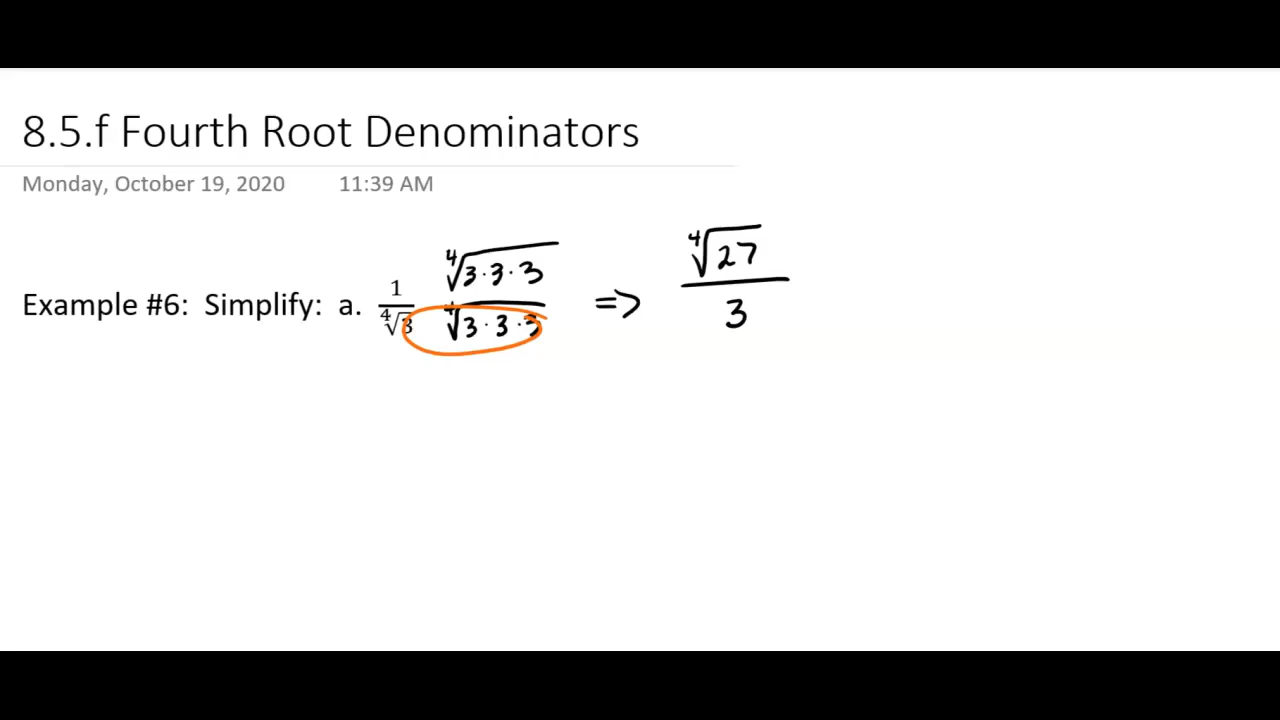 8.5.f Fourth Root Denominators
Monday, October 19, 2020 11:39 AM
Example #6: Simplify: a. 1/∜3 ∜(3·3·3)/∜(3·3·3) => ∜27/3